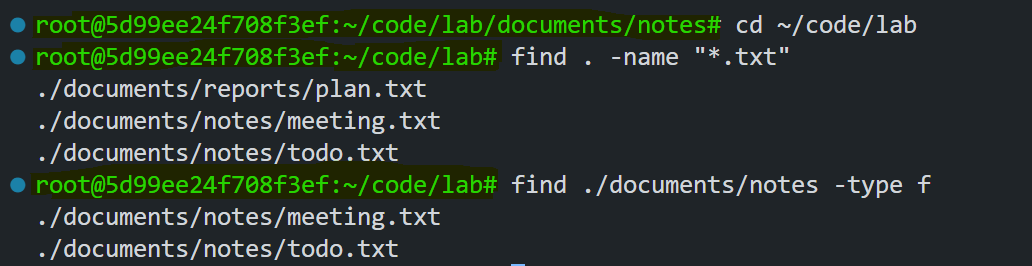 root@5d99ee24f708f3ef:~/code/lab/documents/notes# cd ~/code/lab
root@5d99ee24f708f3ef:~/code/lab# find . -name "*.txt"
./documents/reports/plan.txt
./documents/notes/meeting.txt
./documents/notes/todo.txt
root@5d99ee24f708f3ef:~/code/lab# find ./documents/notes -type f
./documents/notes/meeting.txt
./documents/notes/todo.txt